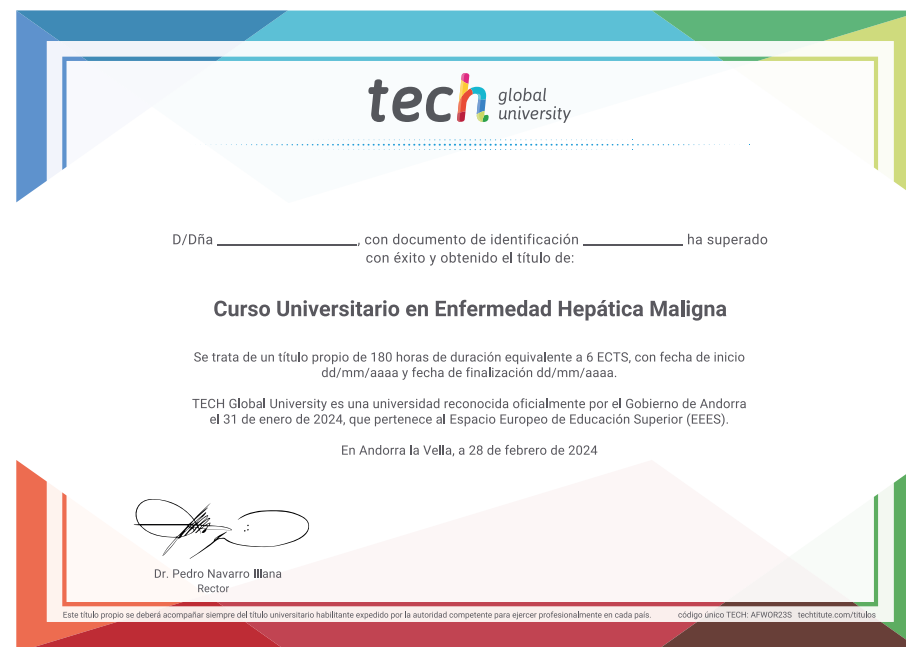 tech global university
D/Dña ______________, con documento de identificación __________ ha superado
con éxito y obtenido el título de:
Curso Universitario en Enfermedad Hepática Maligna
Se trata de un título propio de 180 horas de duración equivalente a 6 ECTS, con fecha de inicio
dd/mm/aaaa y fecha de finalización dd/mm/aaaa.
TECH Global University es una universidad reconocida oficialmente por el Gobierno de Andorra
el 31 de enero de 2024, que pertenece al Espacio Europeo de Educación Superior (EEES).
En Andorra la Vella, a 28 de febrero de 2024
Dr. Pedro Navarro Illana
Rector
Este título propio se deberá acompañar siempre del título universitario habilitante expedido por la autoridad competente para ejercer profesionalmente en cada país. código único TECH: AFWOR23S techtitute.com/titulos